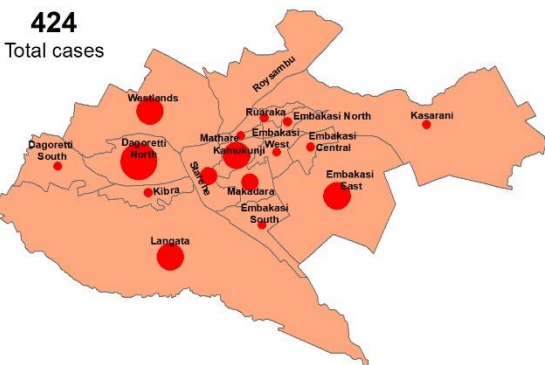 424
Total cases
Roysambu
Westlands
Ruaraka
Embakasi North
Kasarani
Dagoretti
South
Dagoretti
North
Mathare
Kamukunji
Embakasi
West
Embakasi
Central
Starehe
Kibra
Makadara
Embakasi
East
Embakasi
South
Langata